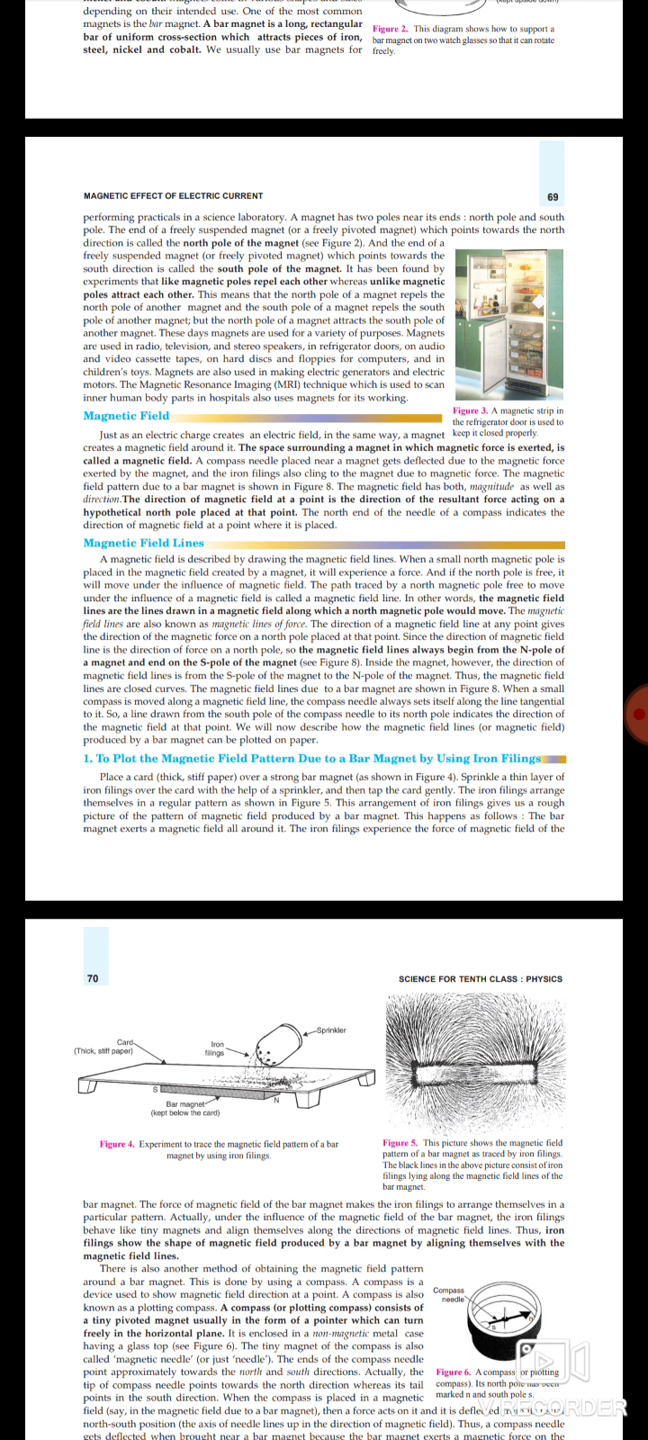 depending on their intended use. One of the most common
magnets is the bar magnet. A bar magnet is a long, rectangular
bar of uniform cross-section which attracts pieces of iron,
steel, nickel and cobalt. We usually use bar magnets for
Figure 2. This diagram shows how to support a
bar magnet on two watch glasses so that it can rotate
freely.
MAGNETIC EFFECT OF ELECTRIC CURRENT
69
performing practicals in a science laboratory. A magnet has two poles near its ends : north pole and south
pole. The end of a freely suspended magnet (or a freely pivoted magnet) which points towards the north
direction is called the north pole of the magnet (see Figure 2). And the end of a
freely suspended magnet (or freely pivoted magnet) which points towards the
south direction is called the south pole of the magnet. It has been found by
experiments that like magnetic poles repel each other whereas unlike magnetic
poles attract each other. This means that the north pole of a magnet repels the
north pole of another magnet and the south pole of a magnet repels the south
pole of another magnet; but the north pole of a magnet attracts the south pole of
another magnet. These days magnets are used for a variety of purposes. Magnets
are used in radio, television, and stereo speakers, in refrigerator doors, on audio
and video cassette tapes, on hard discs and floppies for computers, and in
children's toys. Magnets are also used in making electric generators and electric
motors. The Magnetic Resonance Imaging (MRI) technique which is used to scan
inner human body parts in hospitals also uses magnets for its working.
Figure 3. A magnetic strip in
the refrigerator door is used to
keep it closed properly.
Magnetic Field
Just as an electric charge creates an electric field, in the same way, a magnet
creates a magnetic field around it. The space surrounding a magnet in which magnetic force is exerted, is
called a magnetic field. A compass needle placed near a magnet gets deflected due to the magnetic force
exerted by the magnet, and the iron filings also cling to the magnet due to magnetic force. The magnetic
field pattern due to a bar magnet is shown in Figure 8. The magnetic field has both, magnitude as well as
direction.The direction of magnetic field at a point is the direction of the resultant force acting on a
hypothetical north pole placed at that point. The north end of the needle of a compass indicates the
direction of magnetic field at a point where it is placed.
Magnetic Field Lines
A magnetic field is described by drawing the magnetic field lines. When a small north magnetic pole is
placed in the magnetic field created by a magnet, it will experience a force. And if the north pole is free, it
will move under the influence of magnetic field. The path traced by a north magnetic pole free to move
under the influence of a magnetic field is called a magnetic field line. In other words, the magnetic field
lines are the lines drawn in a magnetic field along which a north magnetic pole would move. The magnetic
field lines are also known as magnetic lines of force. The direction of a magnetic field line at any point gives
the direction of the magnetic force on a north pole placed at that point. Since the direction of magnetic field
line is the direction of force on a north pole, so the magnetic field lines always begin from the N-pole of
a magnet and end on the S-pole of the magnet (see Figure 8). Inside the magnet, however, the direction of
magnetic field lines is from the S-pole of the magnet to the N-pole of the magnet. Thus, the magnetic field
lines are closed curves. The magnetic field lines due to a bar magnet are shown in Figure 8. When a small
compass is moved along a magnetic field line, the compass needle always sets itself along the line tangential
to it. So, a line drawn from the south pole of the compass needle to its north pole indicates the direction of
the magnetic field at that point. We will now describe how the magnetic field lines (or magnetic field)
produced by a bar magnet can be plotted on paper.
1. To Plot the Magnetic Field Pattern Due to a Bar Magnet by Using Iron Filings
Place a card (thick, stiff paper) over a strong bar magnet (as shown in Figure 4). Sprinkle a thin layer of
iron filings over the card with the help of a sprinkler, and then tap the card gently. The iron filings arrange
themselves in a regular pattern as shown in Figure 5. This arrangement of iron filings gives us a rough
picture of the pattern of magnetic field produced by a bar magnet. This happens as follows : The bar
magnet exerts a magnetic field all around it. The iron filings experience the force of magnetic field of the
70
SCIENCE FOR TENTH CLASS : PHYSICS
Sprinkler
Card
(Thick, stiff paper)
Iron
filings
S
N
Bar magnet
(kept below the card)
Figure 4. Experiment to trace the magnetic field pattern of a bar
magnet by using iron filings.
Figure 5. This picture shows the magnetic field
pattern of a bar magnet as traced by iron filings.
The black lines in the above picture consist of iron
filings lying along the magnetic field lines of the
bar magnet.
bar magnet. The force of magnetic field of the bar magnet makes the iron filings to arrange themselves in a
particular pattern. Actually, under the influence of the magnetic field of the bar magnet, the iron filings
behave like tiny magnets and align themselves along the directions of magnetic field lines. Thus, iron
filings show the shape of magnetic field produced by a bar magnet by aligning themselves with the
magnetic field lines.
There is also another method of obtaining the magnetic field pattern
around a bar magnet. This is done by using a compass. A compass is a
device used to show magnetic field direction at a point. A compass is also
known as a plotting compass. A compass (or plotting compass) consists of
a tiny pivoted magnet usually in the form of a pointer which can turn
freely in the horizontal plane. It is enclosed in a non-magnetic metal case
having a glass top (see Figure 6). The tiny magnet of the compass is also
called 'magnetic needle' (or just 'needle'). The ends of the compass needle
point approximately towards the north and south directions. Actually, the
tip of compass needle points towards the north direction whereas its tail
points in the south direction. When the compass is placed in a magnetic
Compass
needle
Figure 6. A compass (or plotting
compass). Its north pole
marked n and south pole s.
field (say, in the magnetic field due to a bar magnet), then a force acts on it and it is
north-south position (the axis of needle lines up in the direction of magnetic field). Thus, a compass needle
gets deflected when brought near a bar magnet because the bar magnet exerts a magnetic force on the
V RECORDER